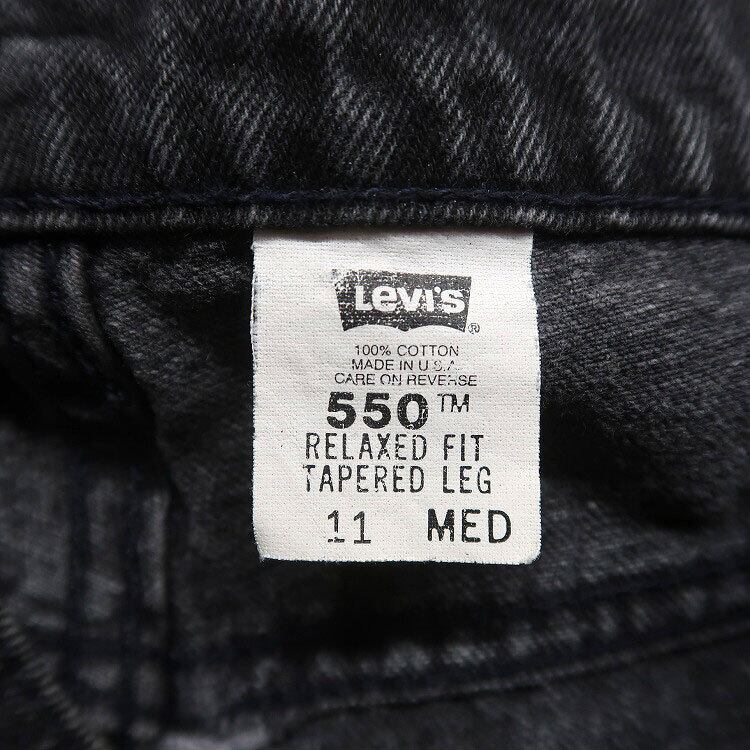 Levi's ®
100% COTTON
MADE IN U.S.A.
CARE ON REVERSE
550™
RELAXED FIT
TAPERED LEG
11 MED